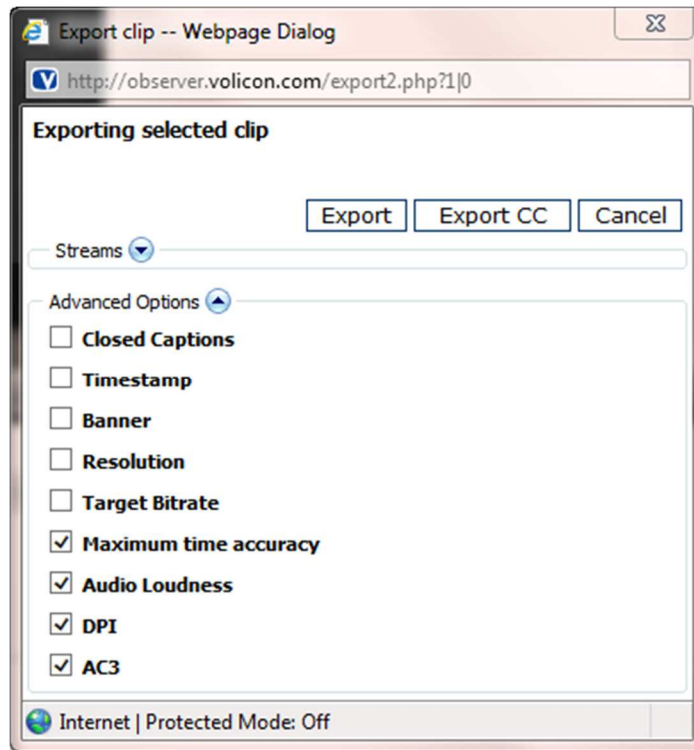 Export clip -- Webpage Dialog
http://observer.volicon.com/export2.php?1|0
Exporting selected clip
Export Export CC Cancel
Streams
Advanced Options
Closed Captions
Timestamp
Banner
Resolution
Target Bitrate
Maximum time accuracy
Audio Loudness
DPI
AC3
Internet | Protected Mode: Off